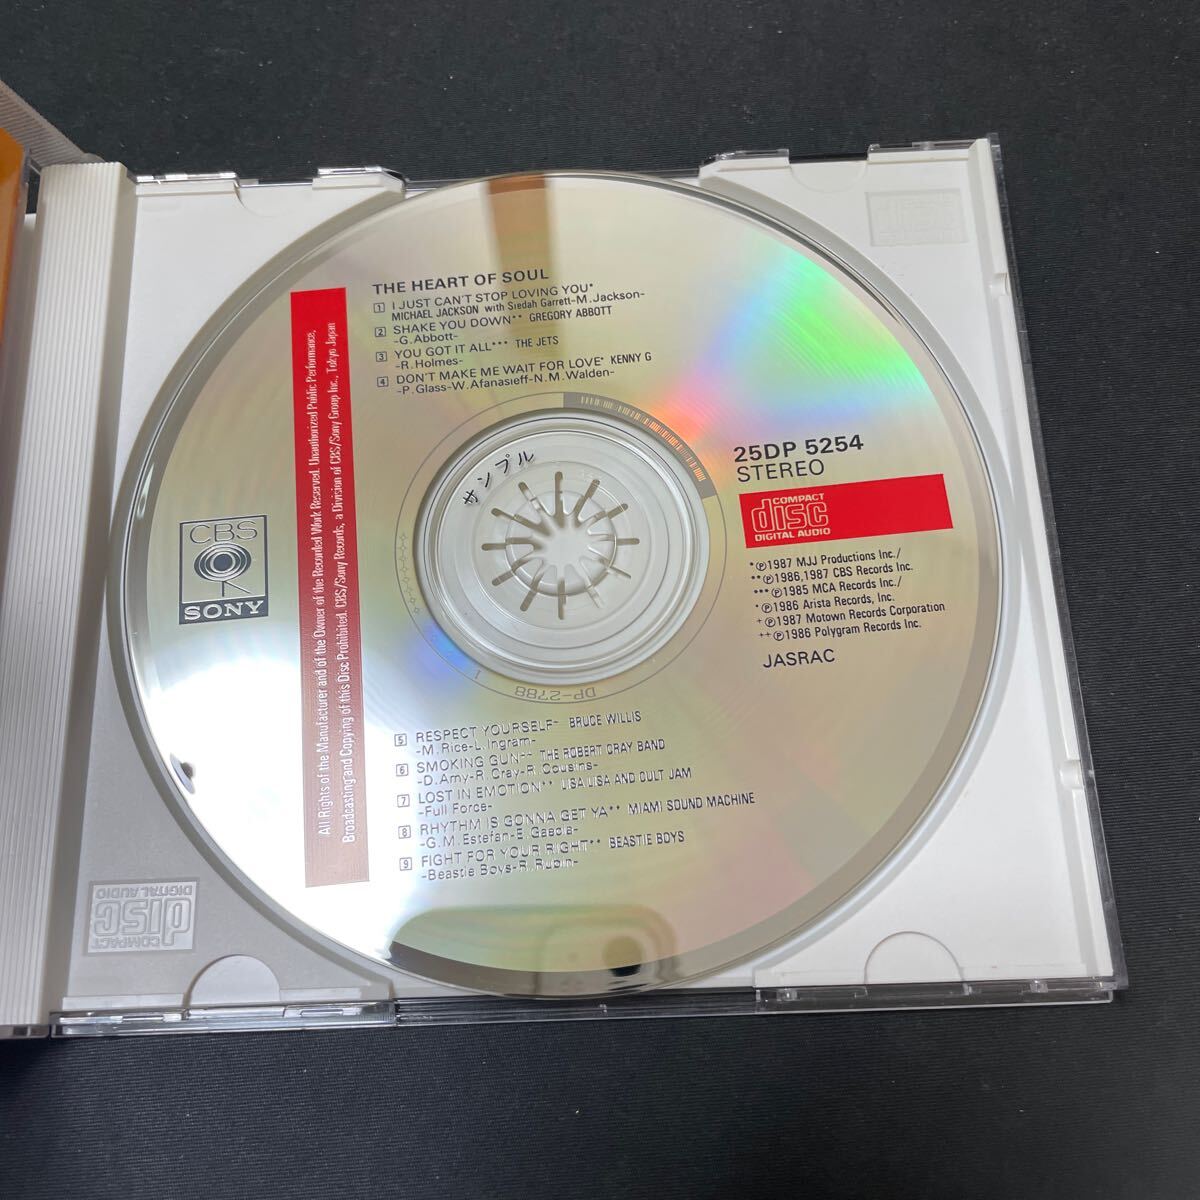 THE HEART OF SOUL
1 I JUST CAN'T STOP LOVING YOU*
MICHAEL JACKSON with Siedah Garrett-M. Jackson-
2 SHAKE YOU DOWN** GREGORY ABBOTT
-G. Abbott-
3 YOU GOT IT ALL*** THE JETS
-R. Holmes-
4 DON'T MAKE ME WAIT FOR LOVE* KENNY G
-P. Glass-W. Afanasieff-N. M. Walden-
All Rights of the Manufacturer and of the Owner of the Recorded Work Reserved. Unauthorized Public Performance,
Broadcasting and Copying of this Disc Prohibited. CBS/Sony Records, a Division of CBS/Sony Group Inc., Tokyo Japan
サンプル
25DP 5254
STEREO
COMPACT
disc
DIGITAL AUDIO
*Ⓟ1987 MJJ Productions Inc./
**Ⓟ1986,1987 CBS Records Inc.
***Ⓟ1985 MCA Records Inc./
*Ⓟ1986 Arista Records, Inc.
+Ⓟ1987 Motown Records Corporation
++Ⓟ1986 Polygram Records Inc.
JASRAC
CBS
SONY
DP-2788 1
5 RESPECT YOURSELF+ BRUCE WILLIS
-M. Rice-L. Ingram-
6 SMOKING GUN++ THE ROBERT CRAY BAND
-D. Amy-R. Cray-R. Cousins-
7 LOST IN EMOTION** LISA LISA AND CULT JAM
-Full Force-
8 RHYTHM IS GONNA GET YA** MIAMI SOUND MACHINE
-G. M. Estefan-E. Garcia-
9 FIGHT FOR YOUR RIGHT** BEASTIE BOYS
-Beastie Boys-R. Rubin-
COMPACT
disc
DIGITAL AUDIO